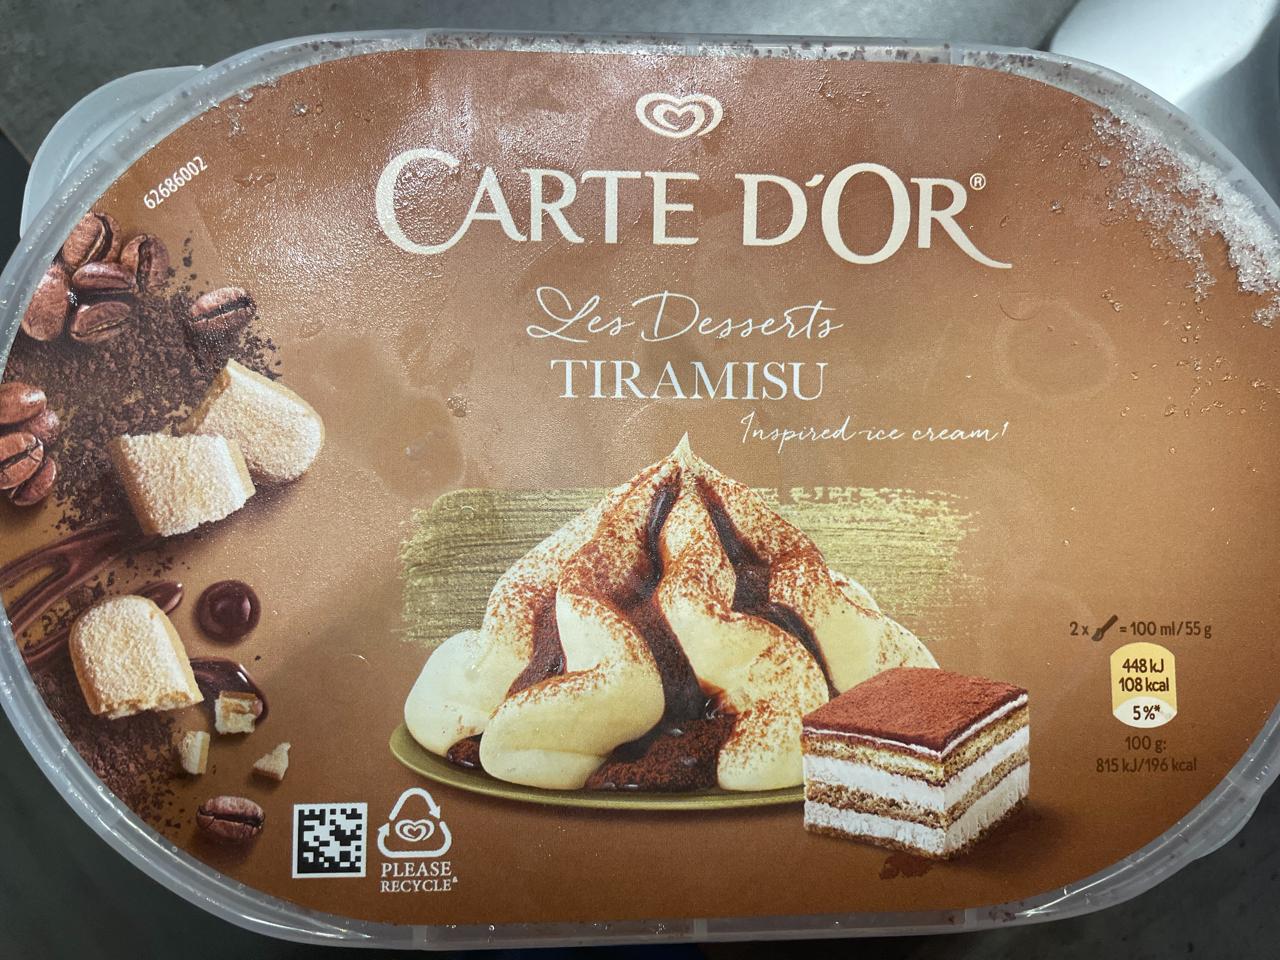 62686002
CARTE D'OR®
Les Desserts
TIRAMISU
Inspired ice cream!
2 x = 100 ml/55 g
448 kJ
108 kcal
5%*
100 g:
815 kJ/196 kcal
PLEASE
RECYCLE